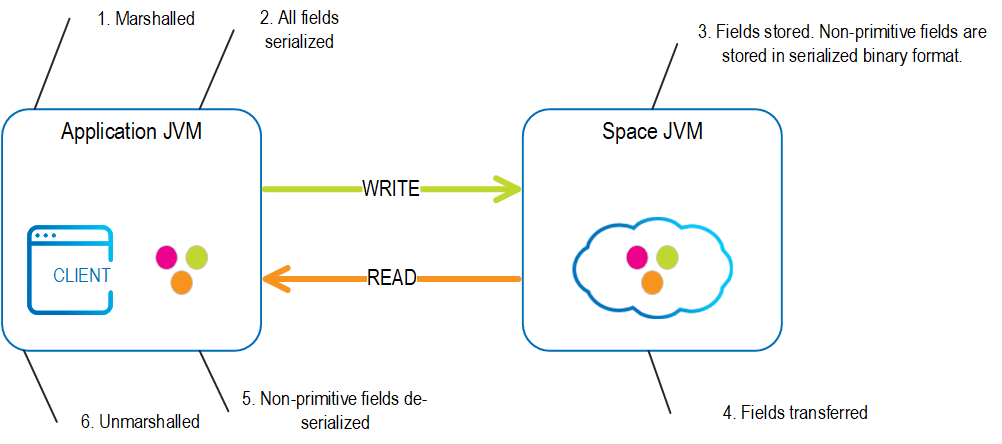 1. Marshalled
2. All fields
serialized
3. Fields stored. Non-primitive fields are
stored in serialized binary format.
Application JVM
Space JVM
WRITE
CLIENT
READ
5. Non-primitive fields de-
serialized
6. Unmarshalled
4. Fields transferred